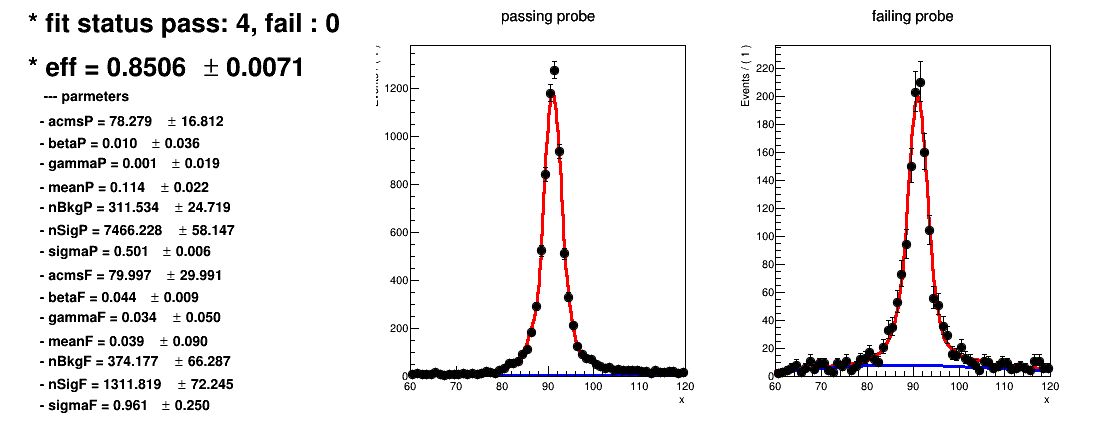 * fit status pass: 4, fail : 0
* eff = 0.8506 ± 0.0071
--- parmeters
- acmsP = 78.279 ± 16.812
- betaP = 0.010 ± 0.036
- gammaP = 0.001 ± 0.019
- meanP = 0.114 ± 0.022
- nBkgP = 311.534 ± 24.719
- nSigP = 7466.228 ± 58.147
- sigmaP = 0.501 ± 0.006
- acmsF = 79.997 ± 29.991
- betaF = 0.044 ± 0.009
- gammaF = 0.034 ± 0.050
- meanF = 0.039 ± 0.090
- nBkgF = 374.177 ± 66.287
- nSigF = 1311.819 ± 72.245
- sigmaF = 0.961 ± 0.250
passing probe
1200
1000
800
600
400
200
0
60 70 80 90 100 110 120
x
failing probe
Events / ( 1 )
220
200
180
160
140
120
100
80
60
40
20
0
60 70 80 90 100 110 120
x